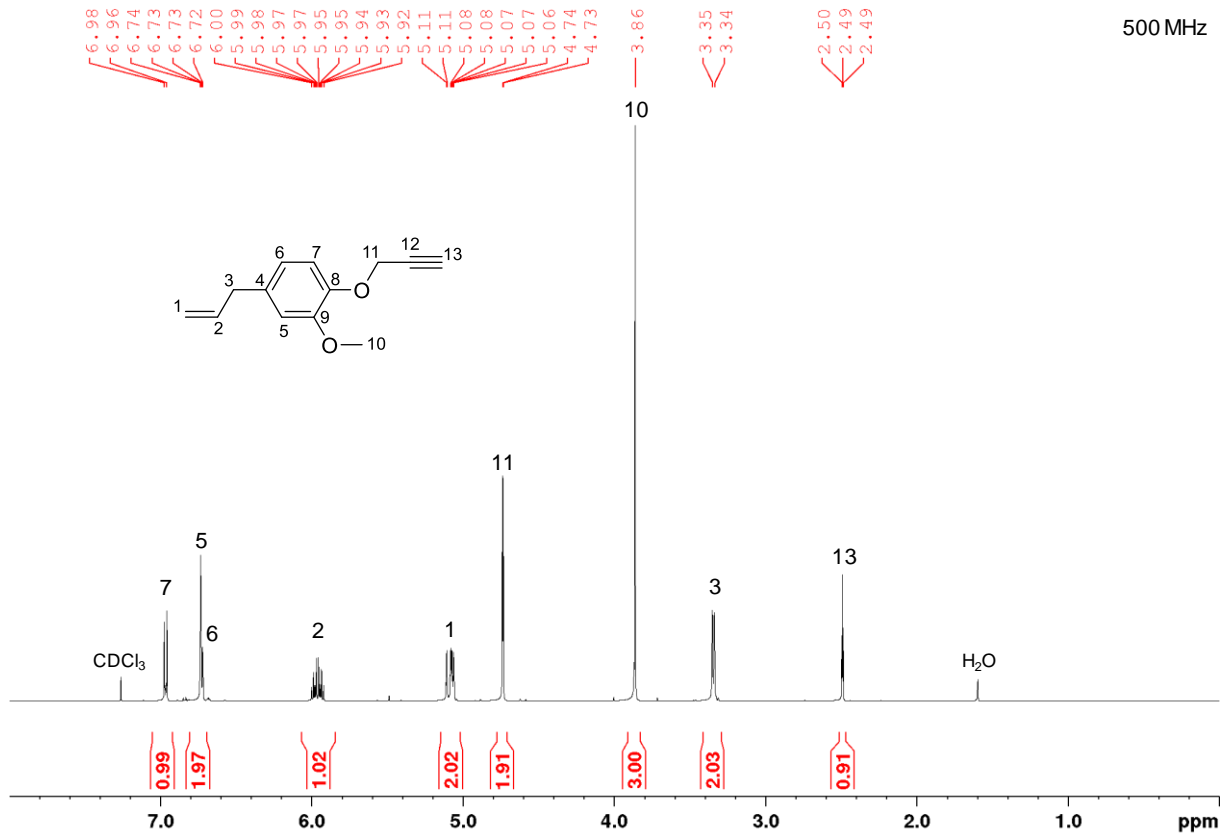 6.98 6.96 6.74 6.73 6.73 6.72 6.00 5.99 5.98 5.97 5.97 5.95 5.95 5.94 5.93 5.92 5.11 5.11 5.08 5.08 5.07 5.07 5.06 4.74 4.73 3.86 3.35 3.34 2.50 2.49 2.49
500 MHz
10
6 7 11 12 13
3 4 8
1 O
2 5 9
O 10
11
5
7 13
3
6 2 1
CDCl₃ H₂O
0.99 1.97 1.02 2.02 1.91 3.00 2.03 0.91
7.0 6.0 5.0 4.0 3.0 2.0 1.0 ppm